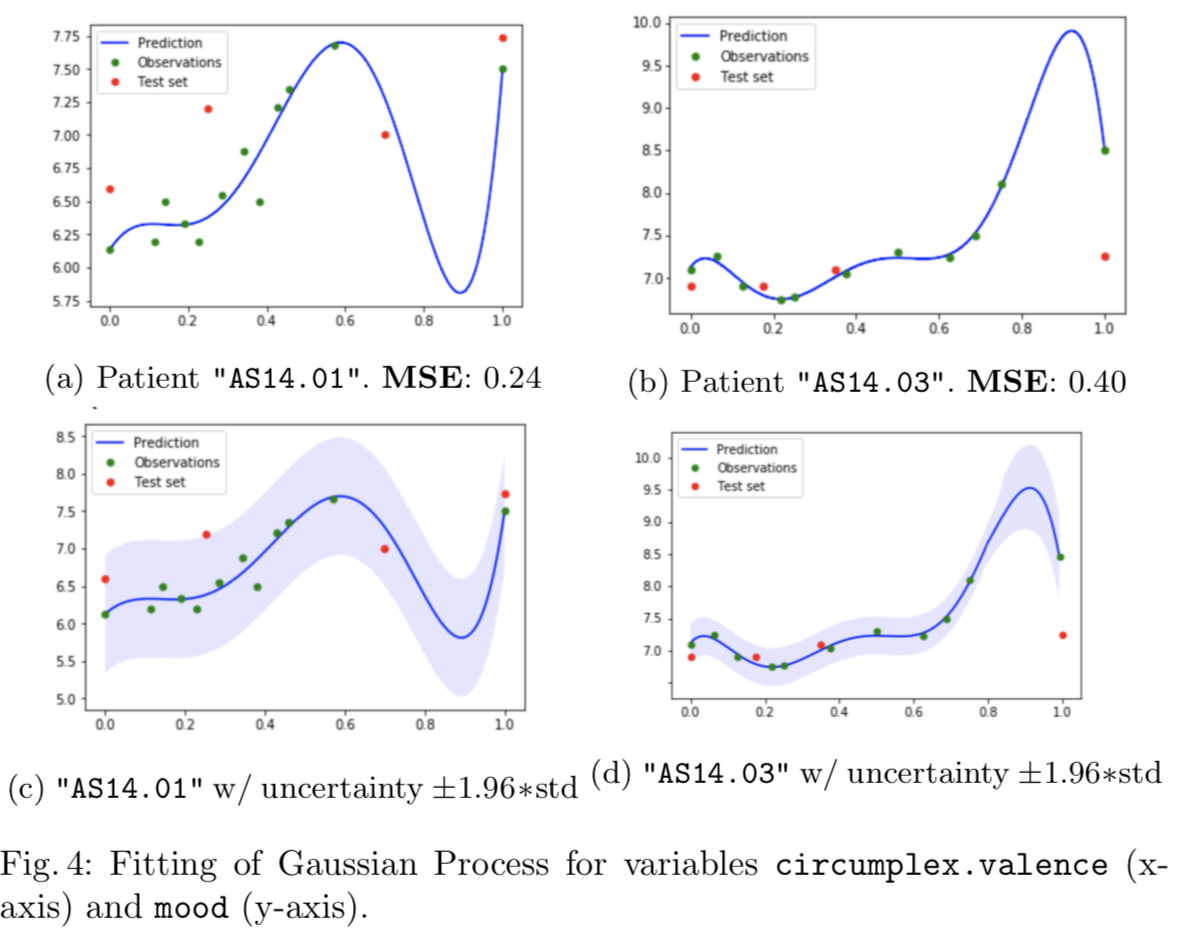 7.75
7.50
7.25
7.00
6.75
6.50
6.25
6.00
5.75
Prediction
Observations
Test set
0.0 0.2 0.4 0.6 0.8 1.0
10.0
9.5
9.0
8.5
8.0
7.5
7.0
Prediction
Observations
Test set
0.0 0.2 0.4 0.6 0.8 1.0
(a) Patient "AS14.01". MSE: 0.24
(b) Patient "AS14.03". MSE: 0.40
8.5
8.0
7.5
7.0
6.5
6.0
5.5
5.0
Prediction
Observations
Test set
0.0 0.2 0.4 0.6 0.8 1.0
10.0
9.5
9.0
8.5
8.0
7.5
7.0
Prediction
Observations
Test set
0.0 0.2 0.4 0.6 0.8 1.0
(c) "AS14.01" w/ uncertainty ±1.96*std
(d) "AS14.03" w/ uncertainty ±1.96*std
Fig. 4: Fitting of Gaussian Process for variables circumplex.valence (x-
axis) and mood (y-axis).